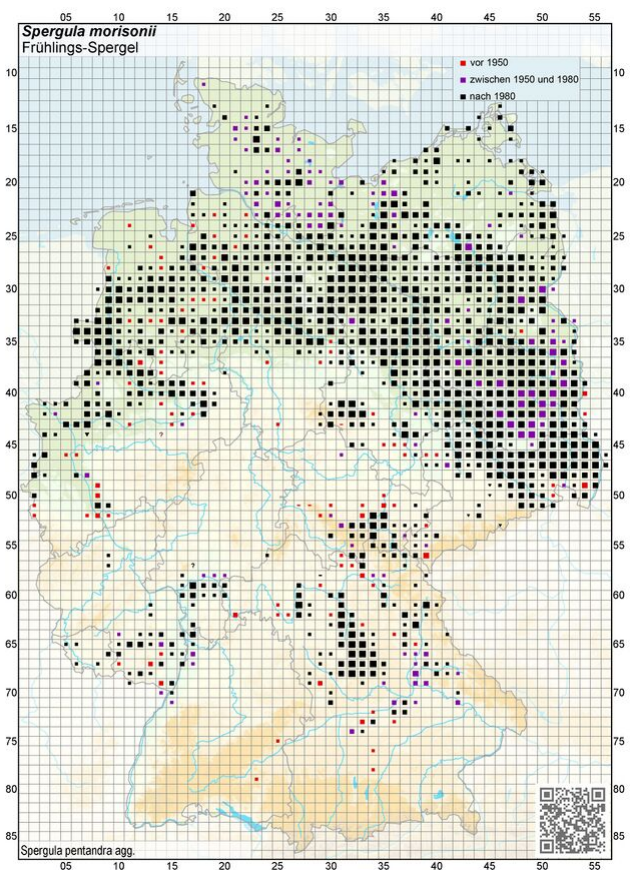 05 10 15 20 25 30 35 40 45 50 55
Spergula morisonii
Frühlings-Spergel
vor 1950
zwischen 1950 und 1980
nach 1980
10 10
15 15
20 20
25 25
30 30
35 35
40 40
45 45
50 50
55 55
60 60
65 65
70 70
75 75
80 80
85 85
Spergula pentandra agg.
05 10 15 20 25 30 35 40 45 50 55